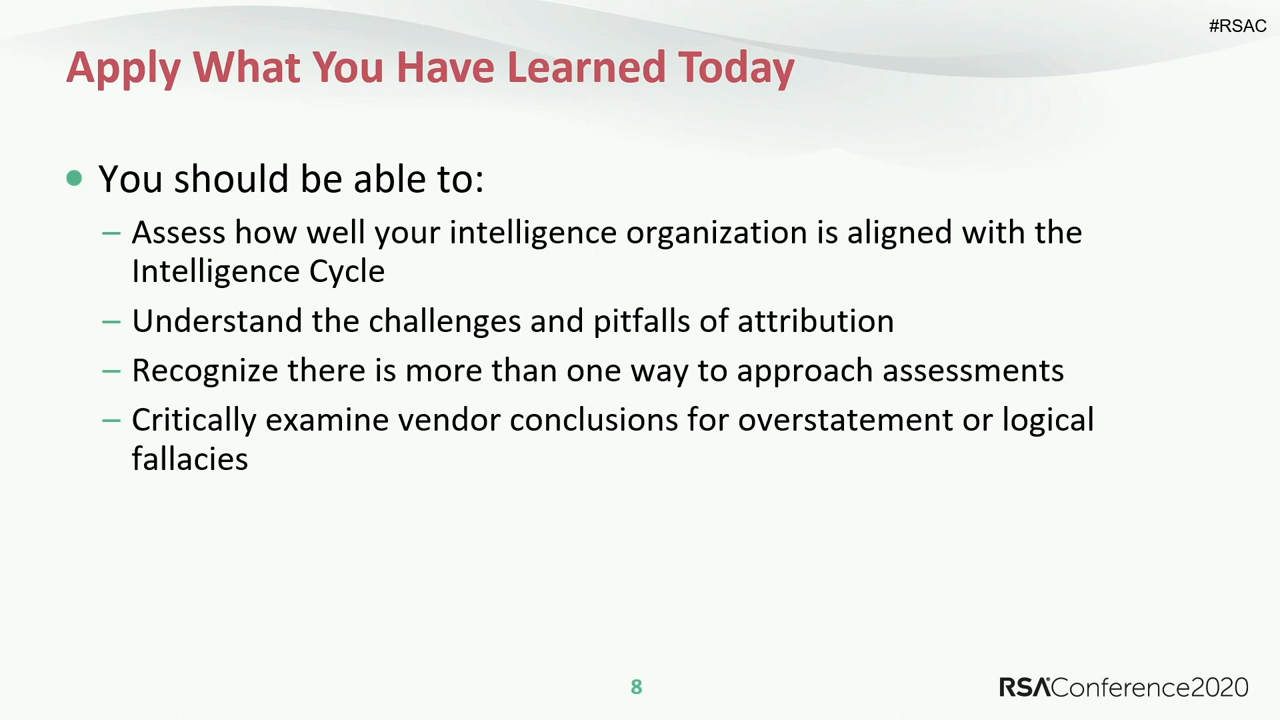 #RSAC
Apply What You Have Learned Today
• You should be able to:
– Assess how well your intelligence organization is aligned with the
Intelligence Cycle
– Understand the challenges and pitfalls of attribution
– Recognize there is more than one way to approach assessments
– Critically examine vendor conclusions for overstatement or logical
fallacies
8
RSAConference2020